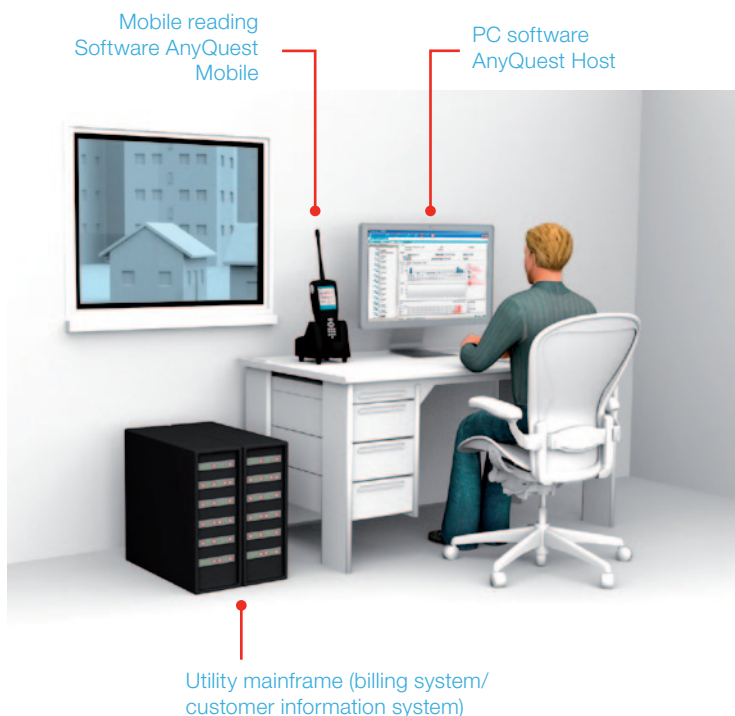 Mobile reading
Software AnyQuest
Mobile
PC software
AnyQuest Host
Utility mainframe (billing system/
customer information system)